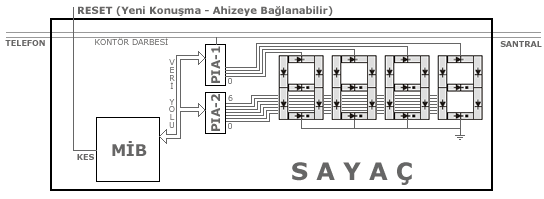 RESET (Yeni Konuşma - Ahizeye Bağlanabilir)
TELEFON
KONTÖR DARBESİ
SANTRAL
VERİ YOLU
PIA-1
0
PIA-2
6
0
KES
MİB
SAYAÇ